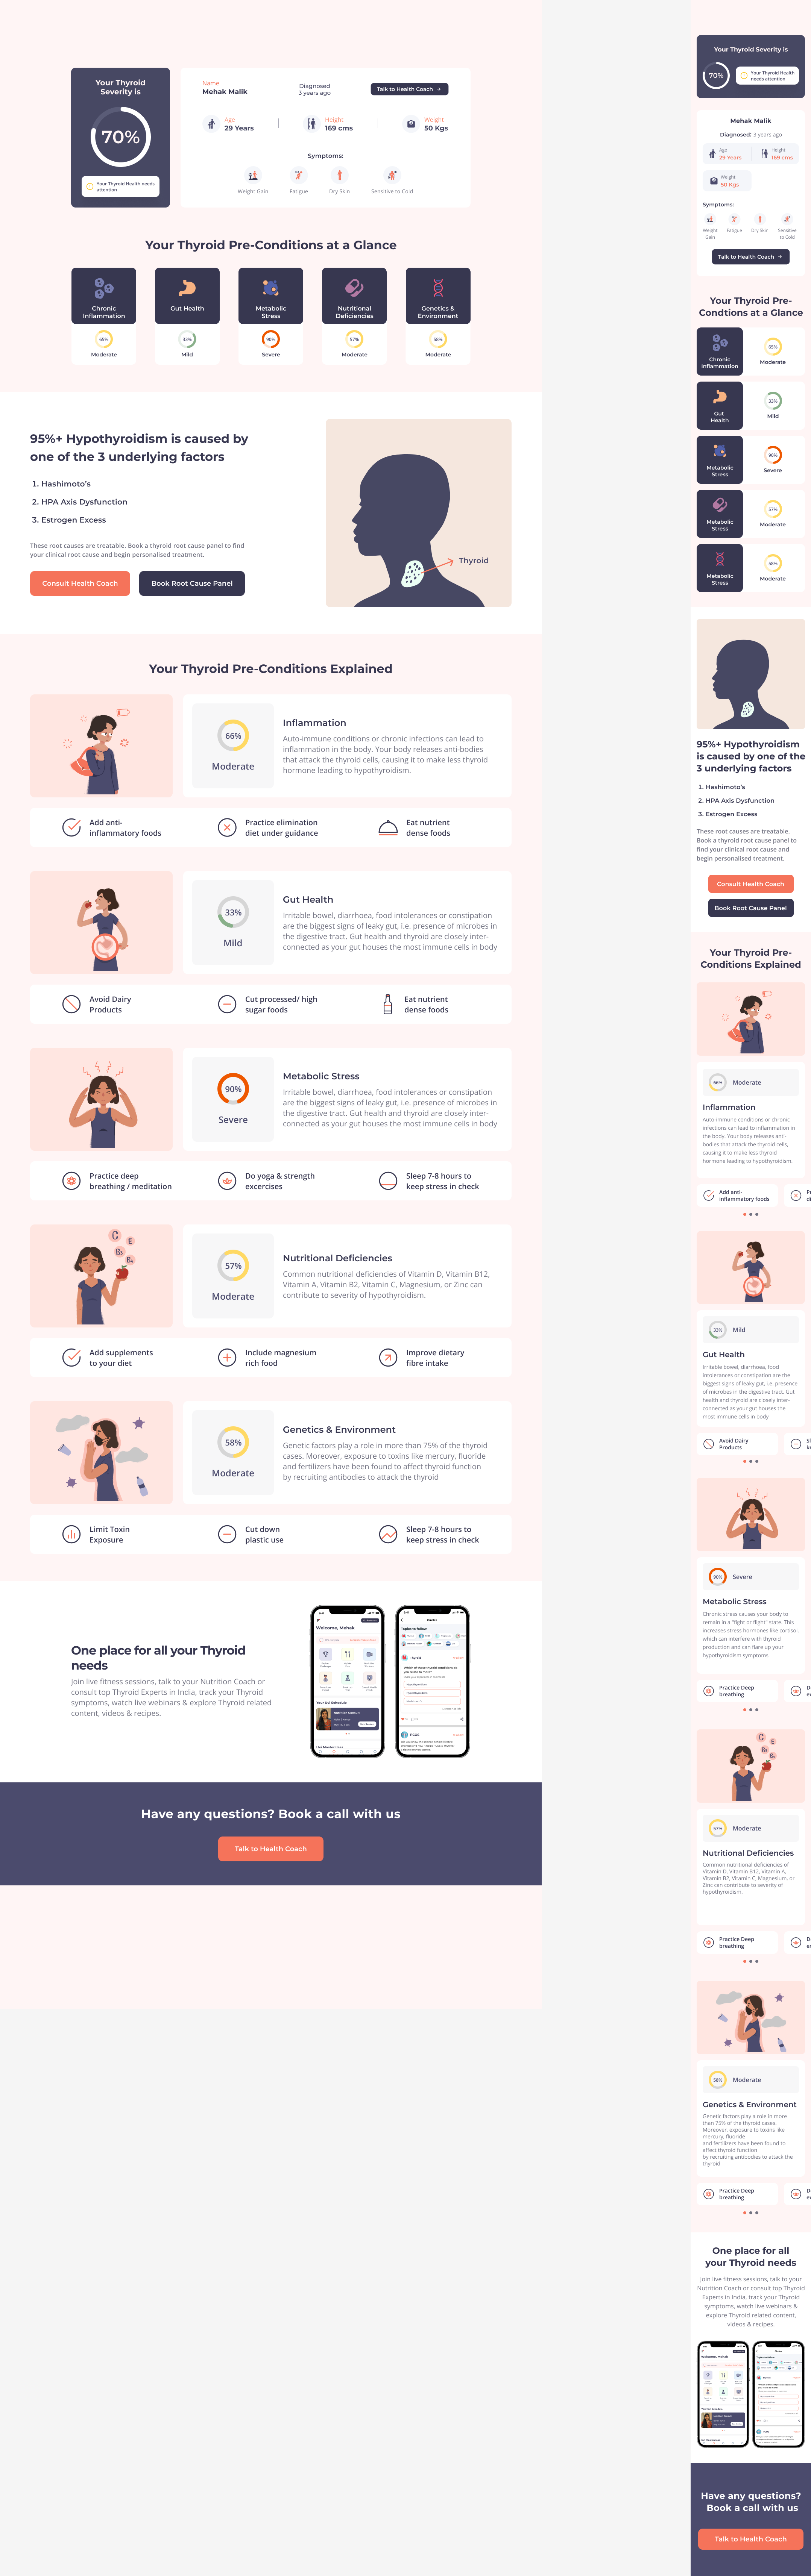 Your Thyroid
Severity is
70%
Your Thyroid Health needs
attention
Name
Mehak Malik
Diagnosed
3 years ago
Talk to Health Coach →
Age
29 Years
Height
169 cms
Weight
50 Kgs
Symptoms:
Weight Gain
Fatigue
Dry Skin
Sensitive to Cold
Your Thyroid Pre-Conditions at a Glance
Chronic
Inflammation
65%
Moderate
Gut Health
33%
Mild
Metabolic
Stress
90%
Severe
Nutritional
Deficiencies
57%
Moderate
Genetics &
Environment
58%
Moderate
95%+ Hypothyroidism is caused by
one of the 3 underlying factors
1. Hashimoto's
2. HPA Axis Dysfunction
3. Estrogen Excess
These root causes are treatable. Book a thyroid root cause panel to find
your clinical root cause and begin personalised treatment.
Consult Health Coach
Book Root Cause Panel
Thyroid
Your Thyroid Pre-Conditions Explained
66%
Moderate
Inflammation
Auto-immune conditions or chronic infections can lead to
inflammation in the body. Your body releases anti-bodies
that attack the thyroid cells, causing it to make less thyroid
hormone leading to hypothyroidism.
Add anti-
inflammatory foods
Practice elimination
diet under guidance
Eat nutrient
dense foods
33%
Mild
Gut Health
Irritable bowel, diarrhoea, food intolerances or constipation
are the biggest signs of leaky gut, i.e. presence of microbes in
the digestive tract. Gut health and thyroid are closely inter-
connected as your gut houses the most immune cells in body
Avoid Dairy
Products
Cut processed/ high
sugar foods
Eat nutrient
dense foods
90%
Severe
Metabolic Stress
Irritable bowel, diarrhoea, food intolerances or constipation
are the biggest signs of leaky gut, i.e. presence of microbes in
the digestive tract. Gut health and thyroid are closely inter-
connected as your gut houses the most immune cells in body
Practice deep
breathing / meditation
Do yoga & strength
excercises
Sleep 7-8 hours to
keep stress in check
C
E
B₁
B₆
57%
Moderate
Nutritional Deficiencies
Common nutritional deficiencies of Vitamin D, Vitamin B12,
Vitamin A, Vitamin B2, Vitamin C, Magnesium, or Zinc can
contribute to severity of hypothyroidism.
Add supplements
to your diet
Include magnesium
rich food
Improve dietary
fibre intake
58%
Moderate
Genetics & Environment
Genetic factors play a role in more than 75% of the thyroid
cases. Moreover, exposure to toxins like mercury, fluoride
and fertilizers have been found to affect thyroid function
by recruiting antibodies to attack the thyroid
Limit Toxin
Exposure
Cut down
plastic use
Sleep 7-8 hours to
keep stress in check
One place for all your Thyroid
needs
Join live fitness sessions, talk to your Nutrition Coach or
consult top Thyroid Experts in India, track your Thyroid
symptoms, watch live webinars & explore Thyroid related
content, videos & recipes.
Welcome, Mehab
Your UvI Schedule
Nutrition Consult
Circles
Topics to follow
Thyroid
PCOS
Have any questions? Book a call with us
Talk to Health Coach
Your Thyroid Severity is
70%
Your Thyroid Health
needs attention
Mehak Malik
Diagnosed: 3 years ago
Age
29 Years
Height
169 cms
Weight
50 Kgs
Symptoms:
Weight
Gain
Fatigue
Dry Skin
Sensitive
to Cold
Talk to Health Coach →
Your Thyroid Pre-
Condtions at a Glance
Chronic
Inflammation
65%
Moderate
Gut
Health
33%
Mild
Metabolic
Stress
90%
Severe
Metabolic
Stress
57%
Moderate
Metabolic
Stress
58%
Moderate
95%+ Hypothyroidism
is caused by one of the
3 underlying factors
1. Hashimoto's
2. HPA Axis Dysfunction
3. Estrogen Excess
These root causes are treatable.
Book a thyroid root cause panel to
find your clinical root cause and
begin personalised treatment.
Consult Health Coach
Book Root Cause Panel
Your Thyroid Pre-
Conditions Explained
66%
Moderate
Inflammation
Auto-immune conditions or chronic
infections can lead to inflammation in
the body. Your body releases anti-
bodies that attack the thyroid cells,
causing it to make less thyroid
hormone leading to hypothyroidism.
Add anti-
inflammatory foods
33%
Mild
Gut Health
Irritable bowel, diarrhoea, food
intolerances or constipation are the
biggest signs of leaky gut, i.e. presence
of microbes in the digestive tract. Gut
health and thyroid are closely inter-
connected as your gut houses the
most immune cells in body
Avoid Dairy
Products
90%
Severe
Metabolic Stress
Chronic stress causes your body to
remain in a "fight or flight" state. This
increases stress hormones like cortisol,
which can interfere with thyroid
production and can flare up your
hypothyroidism symptoms
Practice Deep
breathing
C
E
B₁
B₆
57%
Moderate
Nutritional Deficiencies
Common nutritional deficiencies of
Vitamin D, Vitamin B12, Vitamin A,
Vitamin B2, Vitamin C, Magnesium, or
Zinc can contribute to severity of
hypothyroidism.
Practice Deep
breathing
58%
Moderate
Genetics & Environment
Genetic factors play a role in more
than 75% of the thyroid cases.
Moreover, exposure to toxins like
mercury, fluoride
and fertilizers have been found to
affect thyroid function
by recruiting antibodies to attack the
thyroid
Practice Deep
breathing
One place for all
your Thyroid needs
Join live fitness sessions, talk to your
Nutrition Coach or consult top Thyroid
Experts in India, track your Thyroid
symptoms, watch live webinars &
explore Thyroid related content,
videos & recipes.
Have any questions?
Book a call with us
Talk to Health Coach